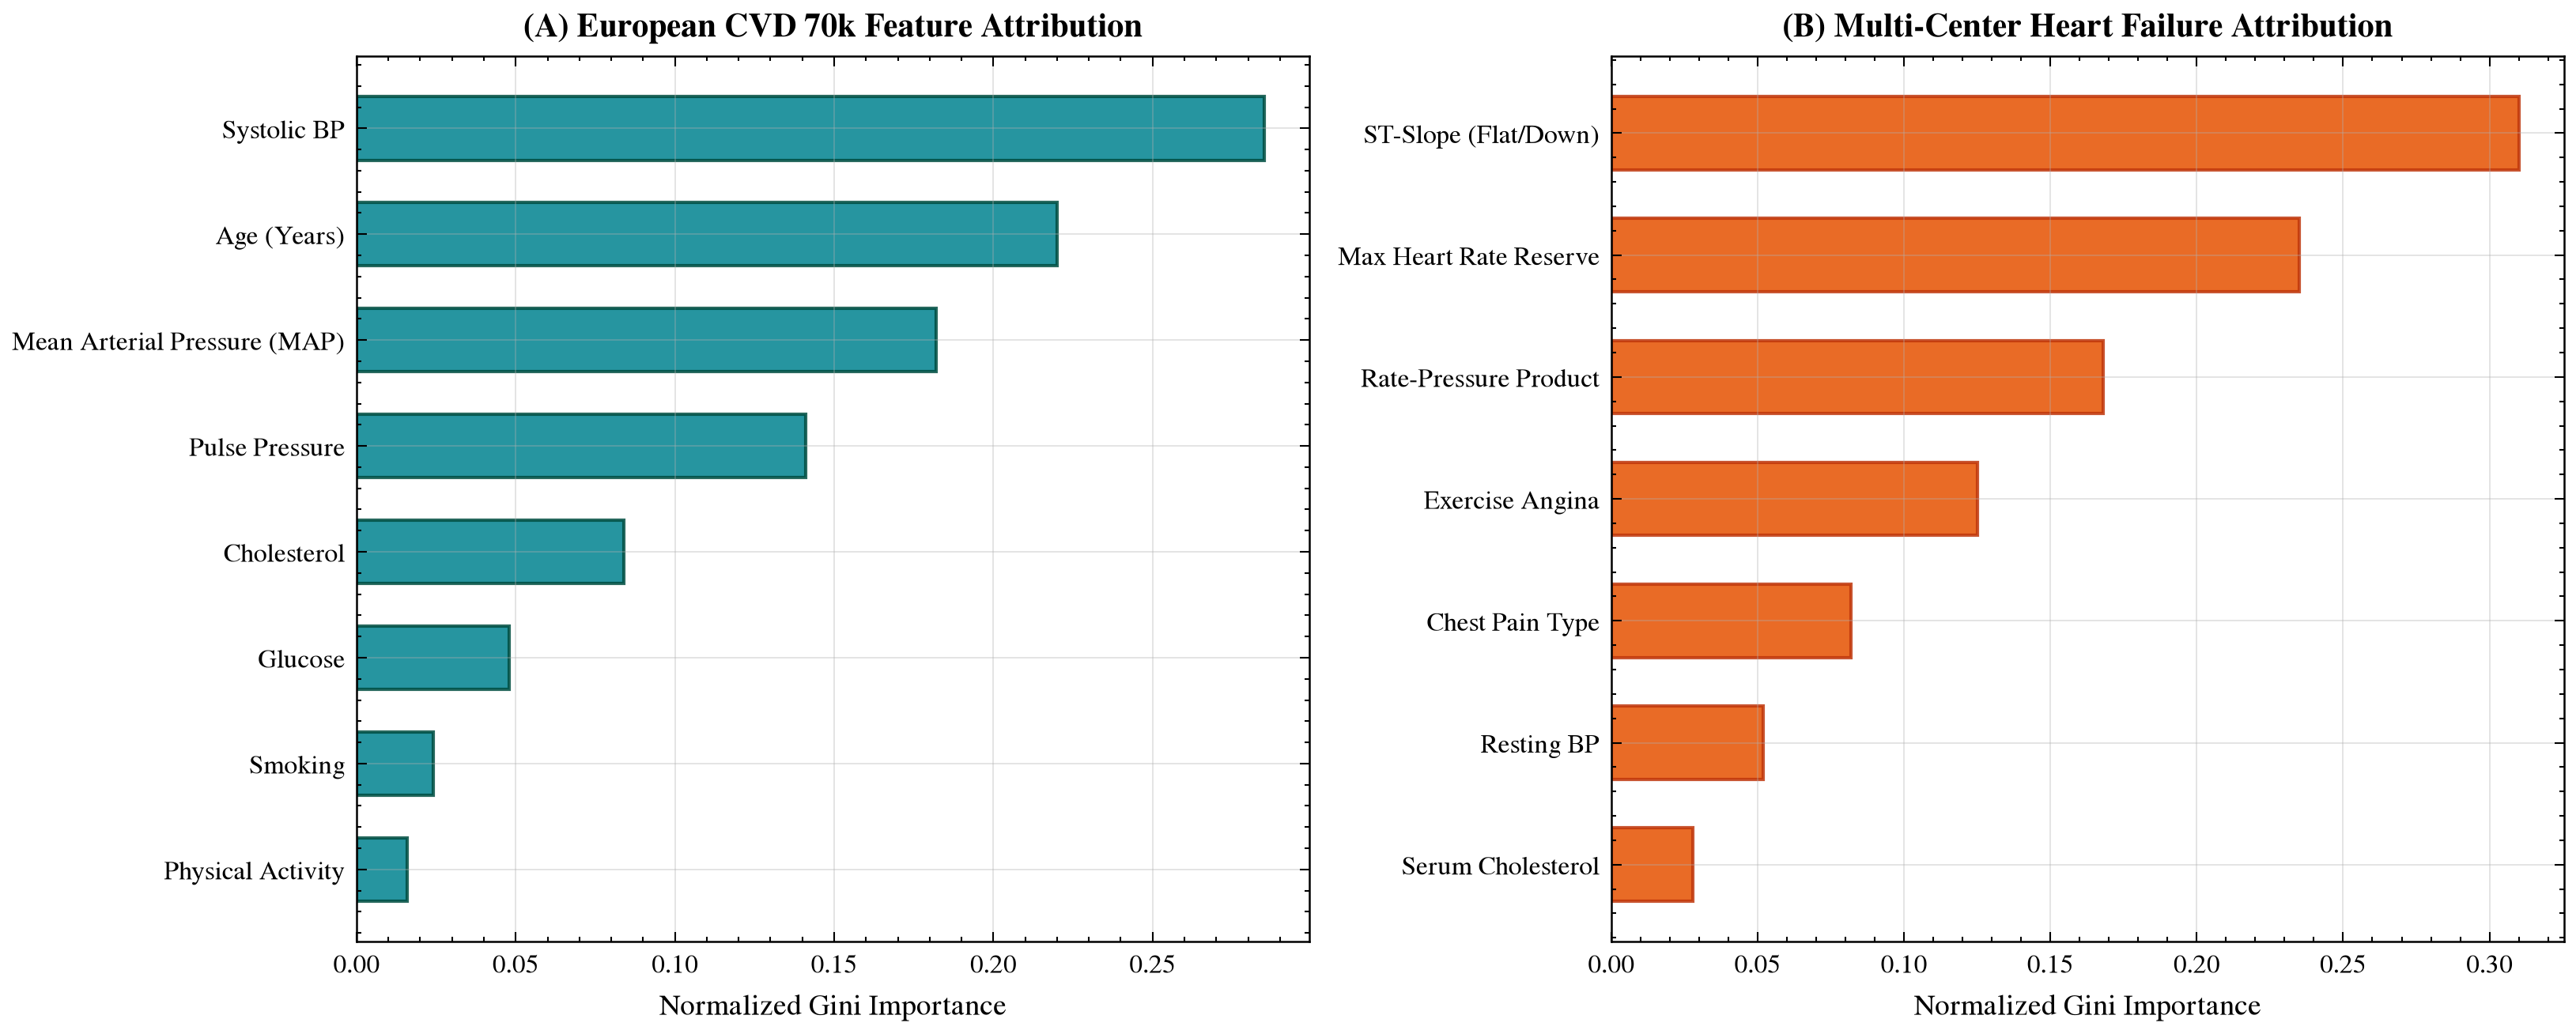 (A) European CVD 70k Feature Attribution
Systolic BP
Age (Years)
Mean Arterial Pressure (MAP)
Pulse Pressure
Cholesterol
Glucose
Smoking
Physical Activity
0.00 0.05 0.10 0.15 0.20 0.25
Normalized Gini Importance
(B) Multi-Center Heart Failure Attribution
ST-Slope (Flat/Down)
Max Heart Rate Reserve
Rate-Pressure Product
Exercise Angina
Chest Pain Type
Resting BP
Serum Cholesterol
0.00 0.05 0.10 0.15 0.20 0.25 0.30
Normalized Gini Importance